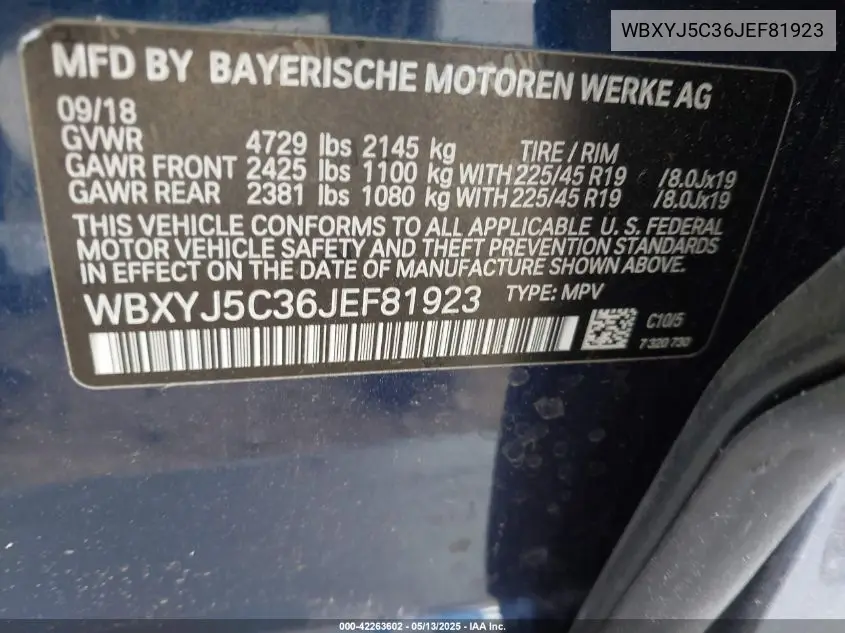 WBXYJ5C36JEF81923
MFD BY BAYERISCHE MOTOREN WERKE AG
09/18
GVWR 4729 lbs 2145 kg TIRE / RIM
GAWR FRONT 2425 lbs 1100 kg WITH 225/45 R19 /8.0Jx19
GAWR REAR 2381 lbs 1080 kg WITH 225/45 R19 /8.0Jx19
THIS VEHICLE CONFORMS TO ALL APPLICABLE U. S. FEDERAL
MOTOR VEHICLE SAFETY AND THEFT PREVENTION STANDARDS
IN EFFECT ON THE DATE OF MANUFACTURE SHOWN ABOVE.
WBXYJ5C36JEF81923 TYPE: MPV
C10/5
7 320 730
000-42263602 - 05/13/2025 - IAA Inc.